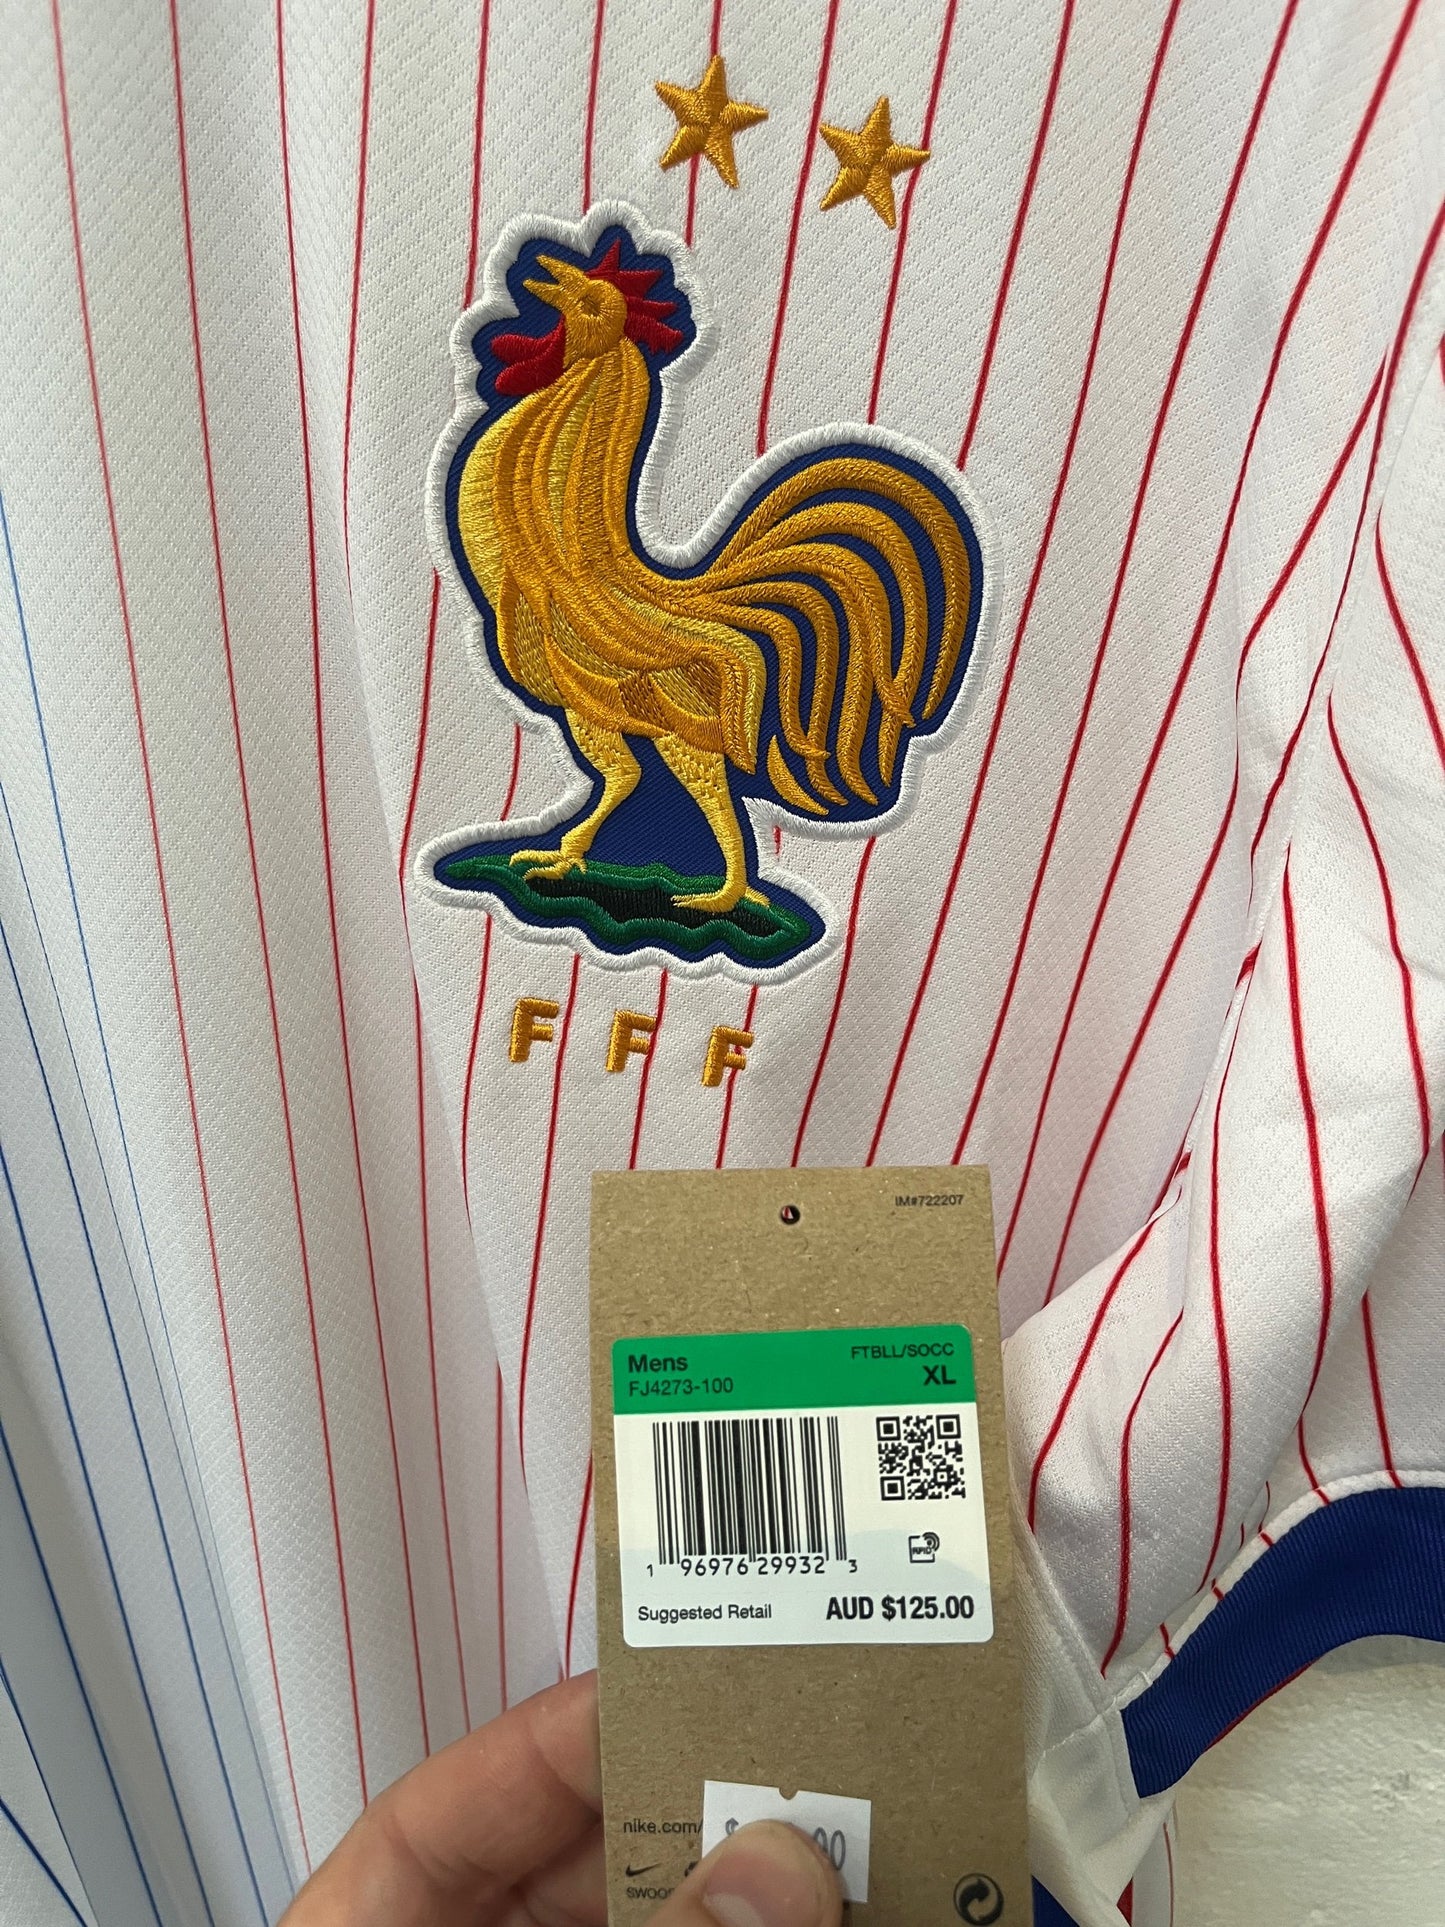 F F F
IM#722207
Mens FTBLL/SOCC
FJ4273-100 XL
RFID
1 96976 29932 3
Suggested Retail AUD $125.00
nike.com/